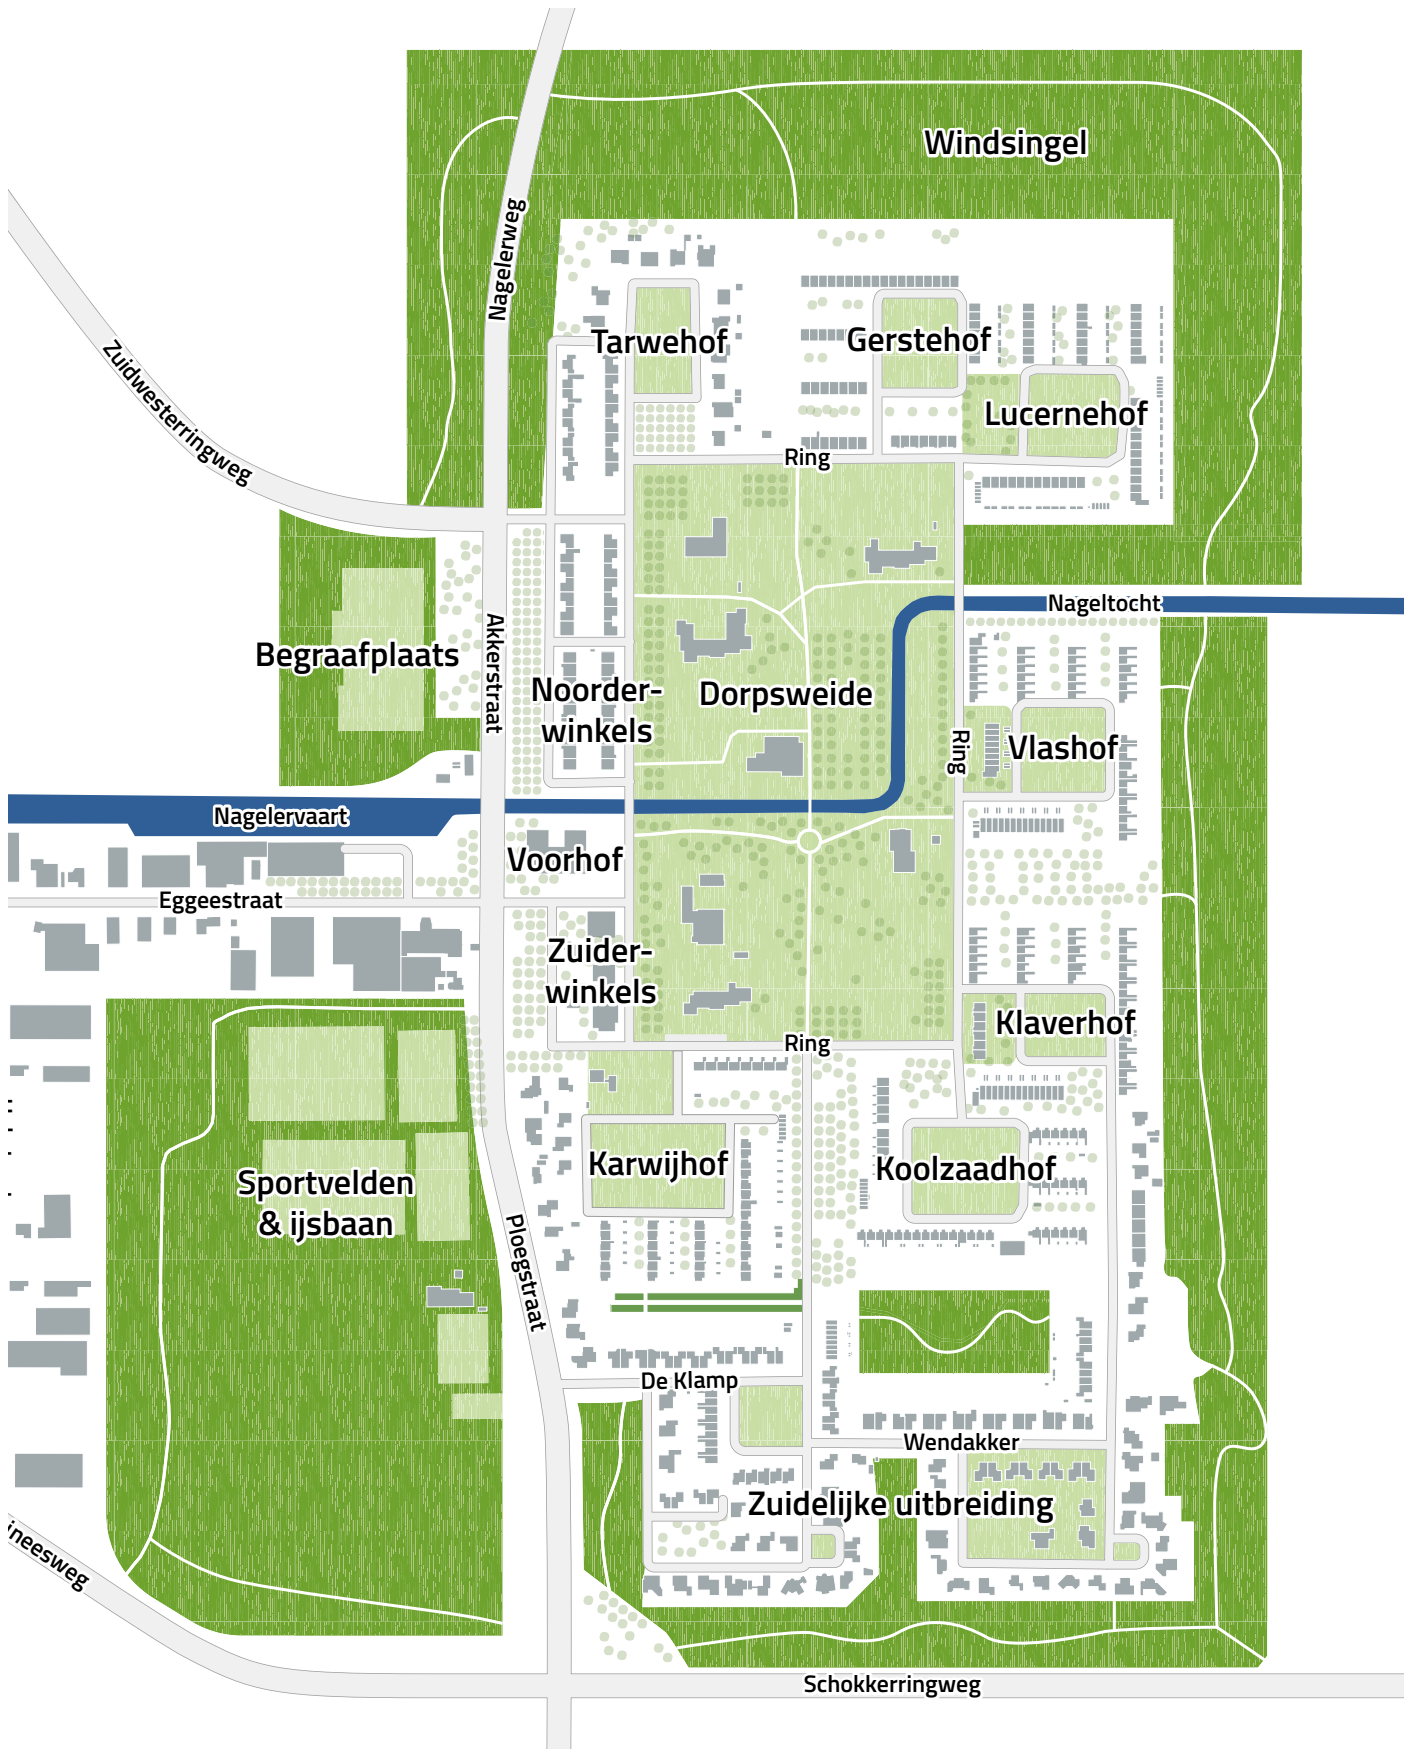 Windsingel
Nagelerweg
Zuidwesterringweg
Tarwehof
Gerstehof
Lucernehof
Ring
Nageltocht
Akkerstraat
Begraafplaats
Noorder-
winkels
Dorpsweide
Ring
Vlashof
Nagelervaart
Voorhof
Eggeestraat
Zuider-
winkels
Klaverhof
Ring
Karwijhof
Koolzaadhof
Sportvelden
& ijsbaan
Ploegstraat
De Klamp
Wendakker
Zuidelijke uitbreiding
ineesweg
Schokkerringweg